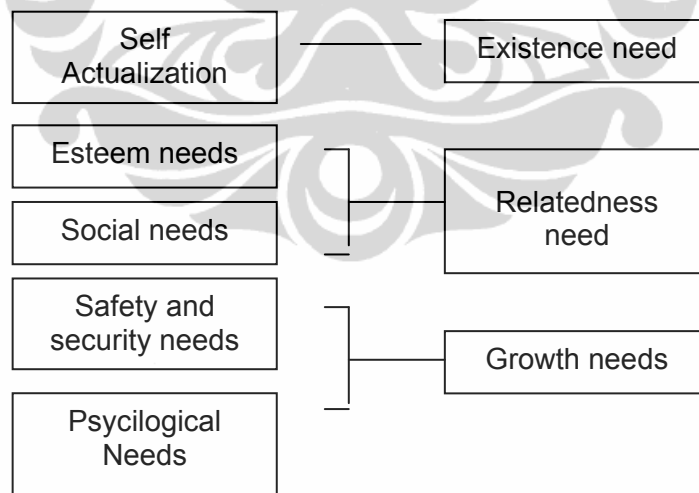 Self
Actualization
Existence need
Esteem needs
Social needs
Relatedness
need
Safety and
security needs
Growth needs
Psycilogical
Needs